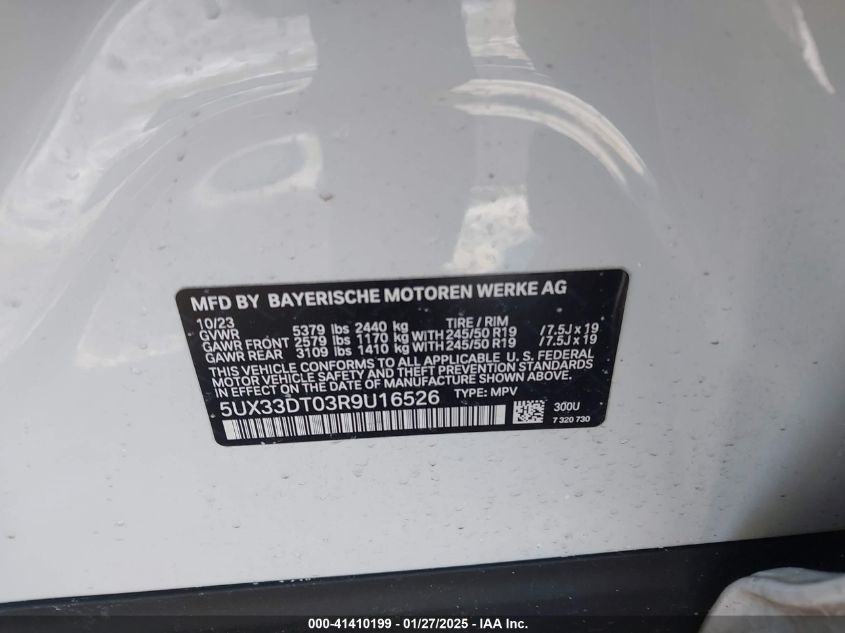 MFD BY BAYERISCHE MOTOREN WERKE AG
10/23 TIRE / RIM
GVWR 5379 lbs 2440 kg
GAWR FRONT 2579 lbs 1170 kg WITH 245/50 R19 / 7.5J x 19
GAWR REAR 3109 lbs 1410 kg WITH 245/50 R19 / 7.5J x 19
THIS VEHICLE CONFORMS TO ALL APPLICABLE U. S. FEDERAL
MOTOR VEHICLE SAFETY AND THEFT PREVENTION STANDARDS
IN EFFECT ON THE DATE OF MANUFACTURE SHOWN ABOVE.
5UX33DT03R9U16526 TYPE: MPV
300U
7 320 730
000-41410199 - 01/27/2025 - IAA Inc.